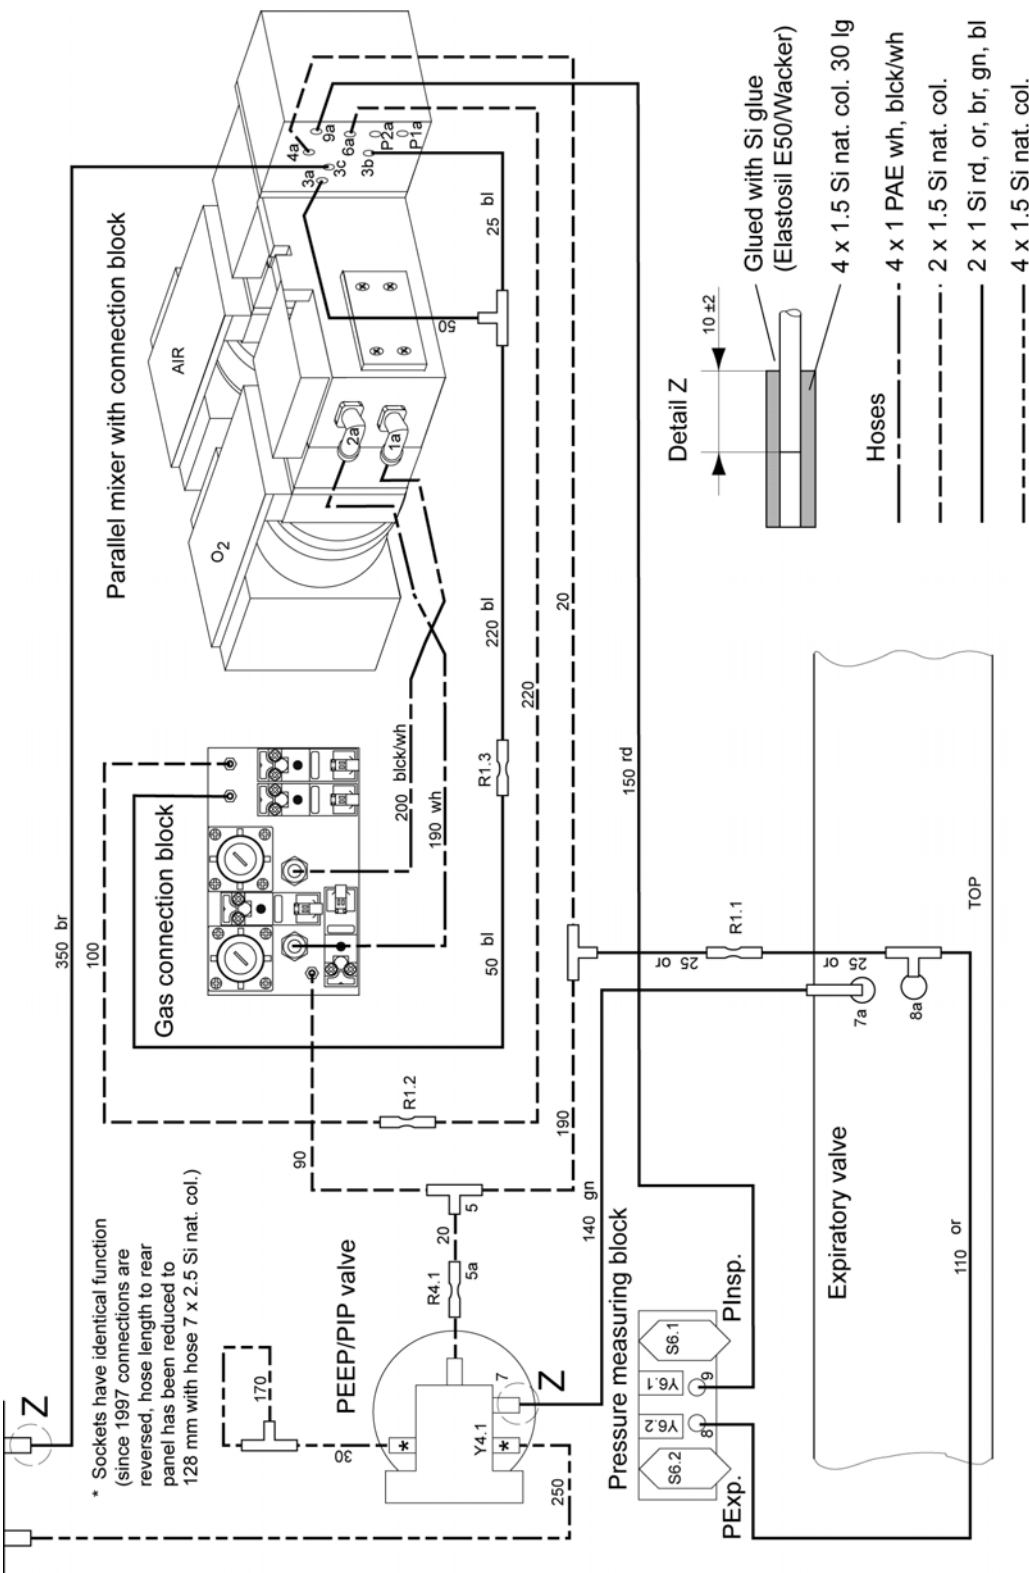 Parallel mixer with connection block
AIR
O2
4a
9a
3a
3c
6a
3b
P2a
P1a
2a
1a
350 br
25 bl
50
220 bl
20
220
150 rd
Gas connection block
100
200 blck/wh
190 wh
R1.3
50 bl
R1.2
90
190
25 or
R1.1
25 or
7a
8a
TOP
* Sockets have identical function
(since 1997 connections are
reversed, hose length to rear
panel has been reduced to
128 mm with hose 7 x 2.5 Si nat. col.)
Z
170
30
PEEP/PIP valve
R4.1
5a
20
5
*
Y4.1
*
7
Z
250
140 gn
Pressure measuring block
PExp.
S6.2
Y6.2
8
Y6.1
9
S6.1
PInsp.
Expiratory valve
110 or
Detail Z
10 ±2
Glued with Si glue
(Elastosil E50/Wacker)
4 x 1.5 Si nat. col. 30 lg
Hoses
4 x 1 PAE wh, blck/wh
2 x 1.5 Si nat. col.
2 x 1 Si rd, or, br, gn, bl
4 x 1.5 Si nat. col.